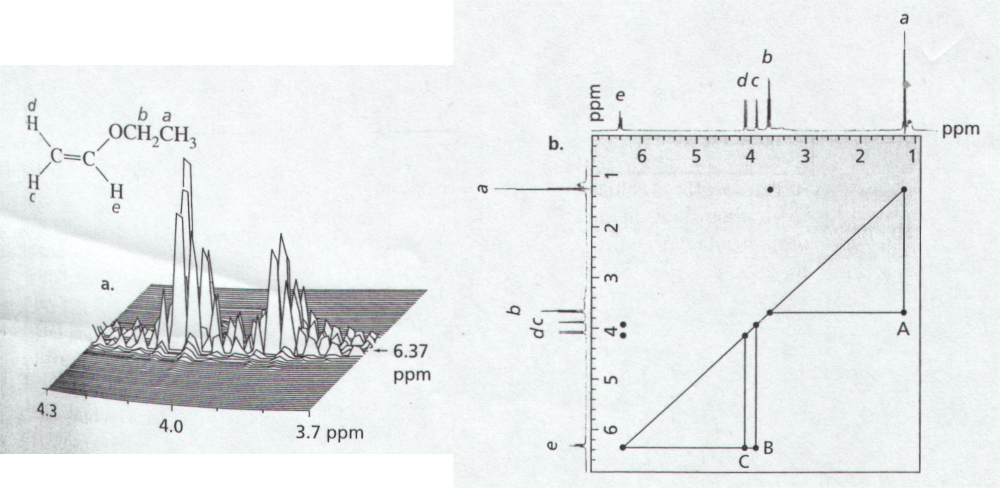 d
H
b a
OCH2CH3
C=C
H
c
H
e
a.
6.37
ppm
4.3
4.0
3.7 ppm
a
b
d c
e
ppm
ppm
b.
6 5 4 3 2 1
a
1
2
3
b
c
d
4
A
5
6
e
B
C